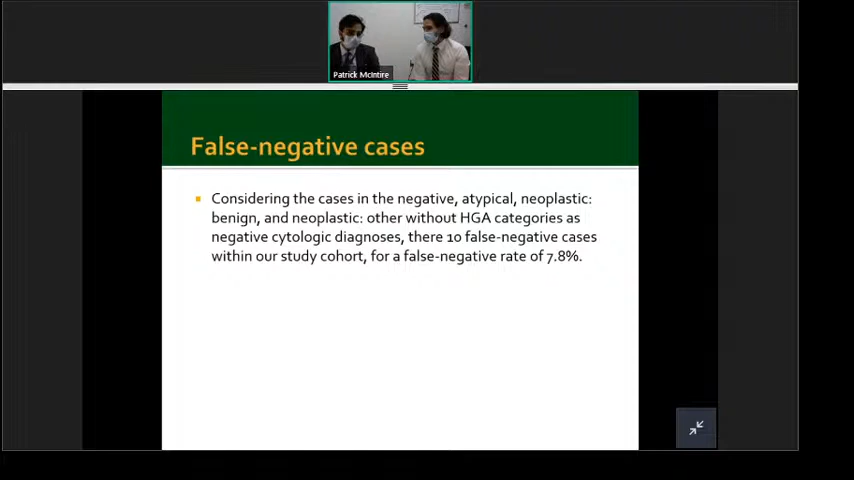 Patrick McIntire
False-negative cases
Considering the cases in the negative, atypical, neoplastic:
benign, and neoplastic: other without HGA categories as
negative cytologic diagnoses, there 10 false-negative cases
within our study cohort, for a false-negative rate of 7.8%.